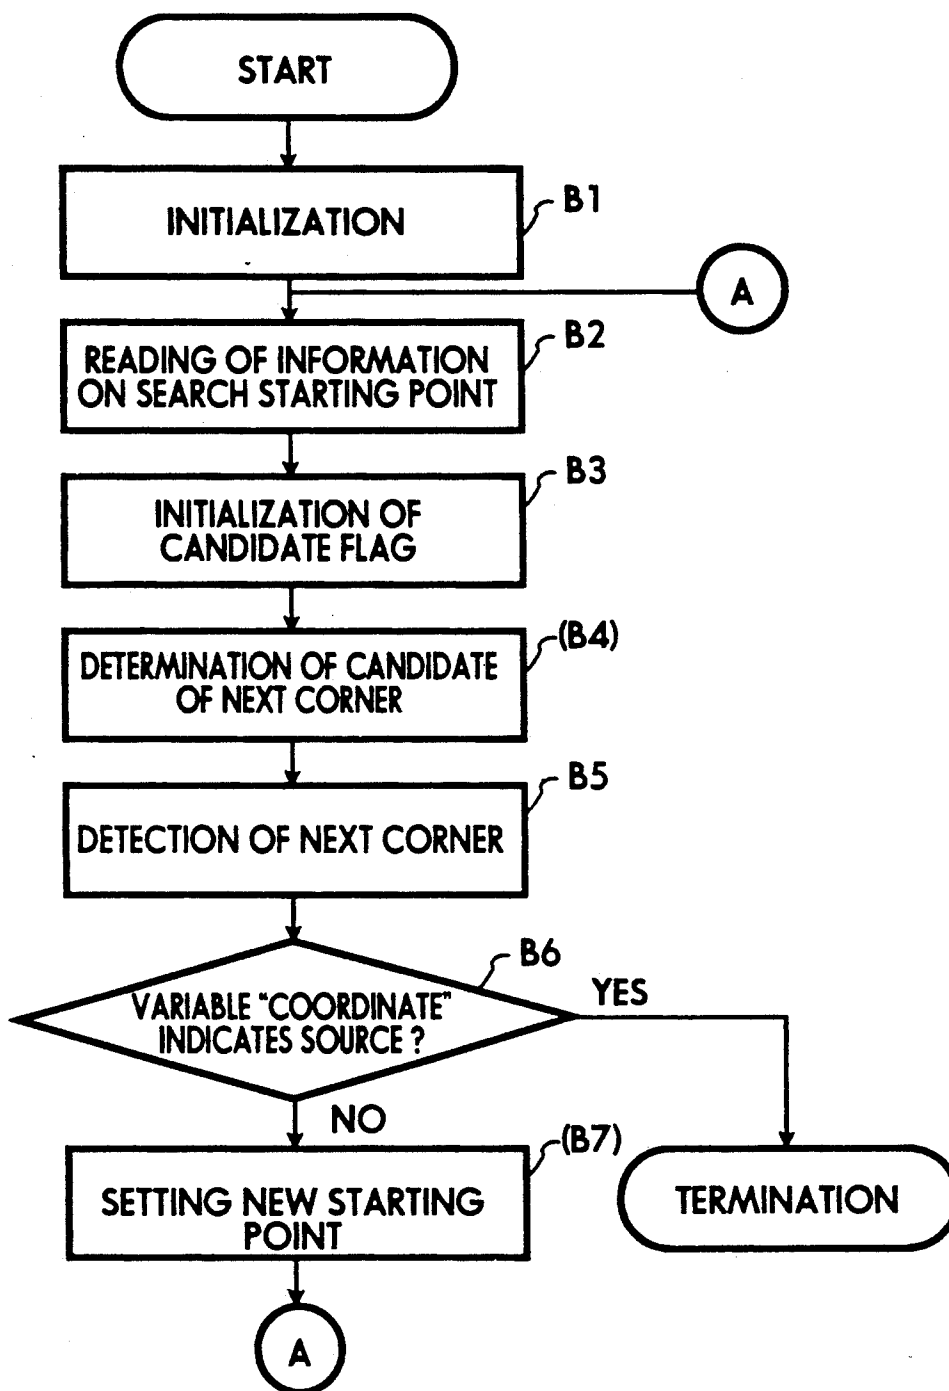 START
INITIALIZATION
B1
A
READING OF INFORMATION
ON SEARCH STARTING POINT
B2
INITIALIZATION OF
CANDIDATE FLAG
B3
DETERMINATION OF CANDIDATE
OF NEXT CORNER
(B4)
DETECTION OF NEXT CORNER
B5
VARIABLE "COORDINATE"
INDICATES SOURCE ?
B6
YES
NO
SETTING NEW STARTING
POINT
(B7)
TERMINATION
A